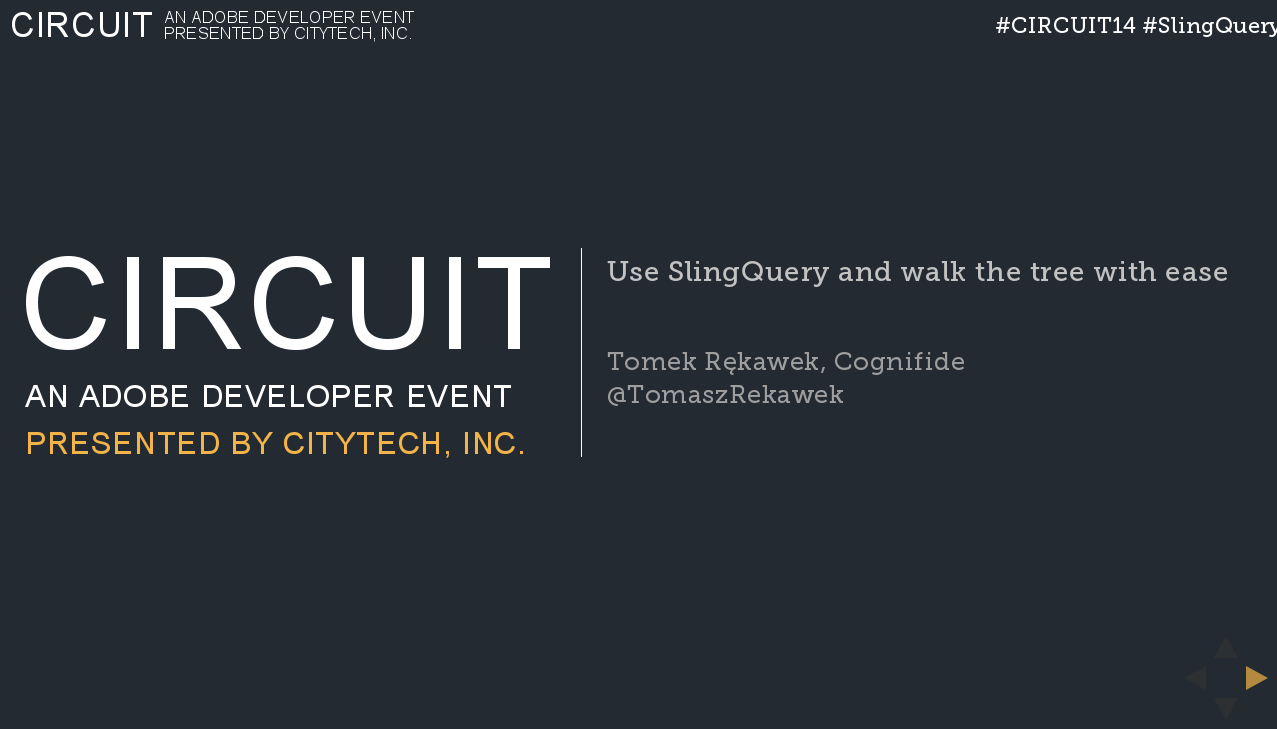 CIRCUIT
AN ADOBE DEVELOPER EVENT
PRESENTED BY CITYTECH, INC.
#CIRCUIT14 #SlingQuery
CIRCUIT
AN ADOBE DEVELOPER EVENT
PRESENTED BY CITYTECH, INC.
Use SlingQuery and walk the tree with ease
Tomek Rękawek, Cognifide
@TomaszRekawek